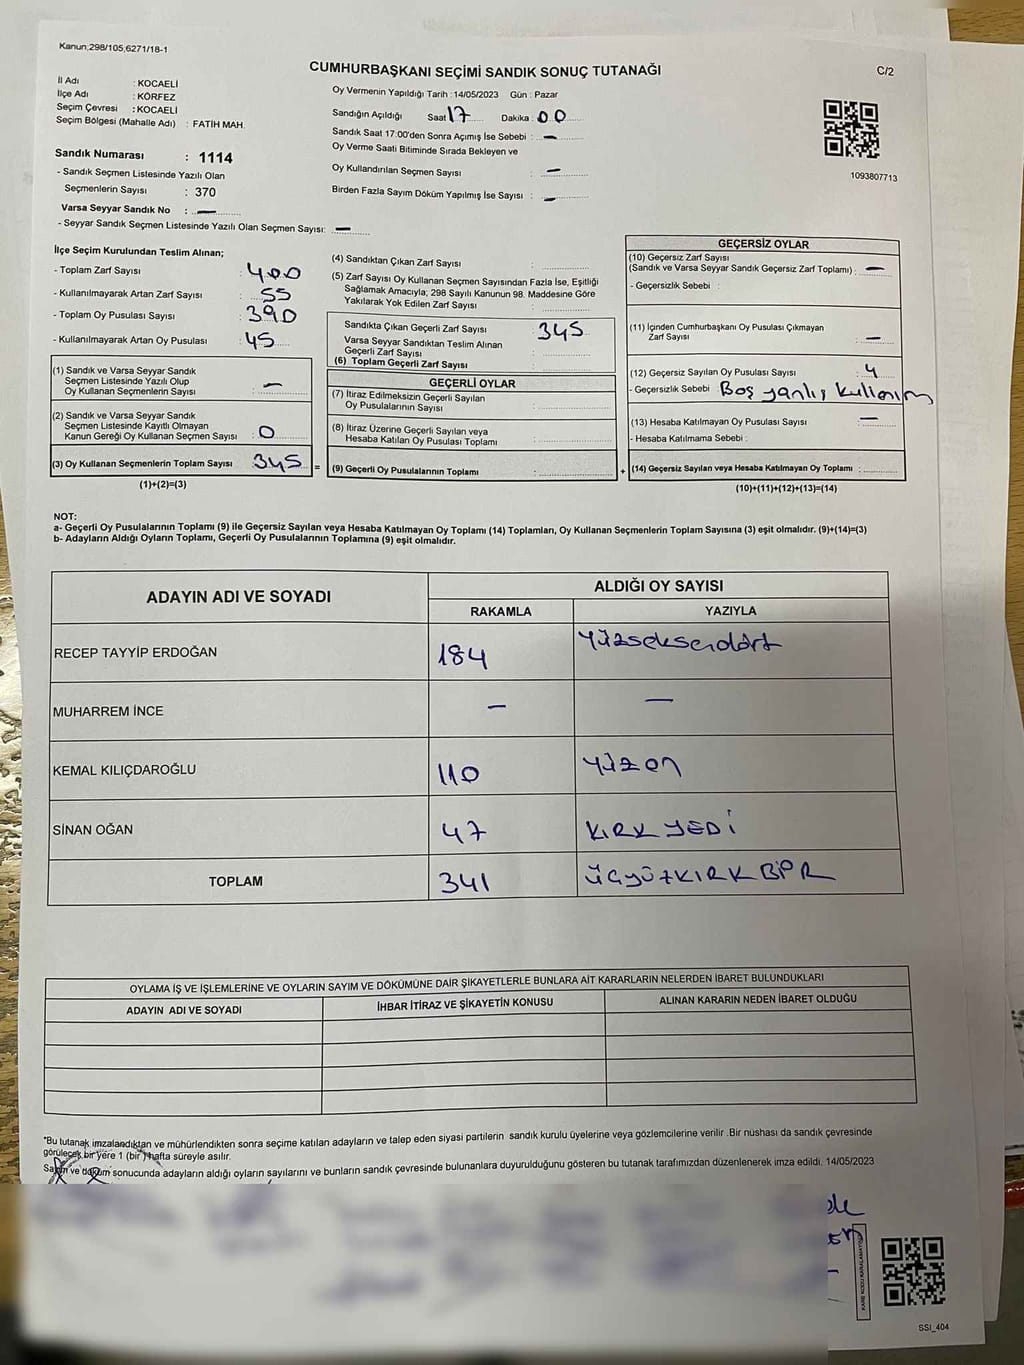 Kanun;298/105,6271/18-1
CUMHURBAŞKANI SEÇİMİ SANDIK SONUÇ TUTANAĞI
C/2
İl Adı : KOCAELİ
İlçe Adı : KÖRFEZ
Seçim Çevresi : KOCAELİ
Seçim Bölgesi (Mahalle Adı) : FATİH MAH.
Sandık Numarası : 1114
- Sandık Seçmen Listesinde Yazılı Olan
Seçmenlerin Sayısı : 370
Varsa Seyyar Sandık No : —
- Seyyar Sandık Seçmen Listesinde Yazılı Olan Seçmen Sayısı: —
Oy Vermenin Yapıldığı Tarih : 14/05/2023 Gün : Pazar
Sandığın Açıldığı Saat 17 Dakika : 00
Sandık Saat 17:00'den Sonra Açımış İse Sebebi : —
Oy Verme Saati Bitiminde Sırada Bekleyen ve
Oy Kullandırılan Seçmen Sayısı : —
Birden Fazla Sayım Döküm Yapılmış İse Sayısı : —
1093807713
İlçe Seçim Kurulundan Teslim Alınan;
- Toplam Zarf Sayısı : 400
- Kullanılmayarak Artan Zarf Sayısı : 55
- Toplam Oy Pusulası Sayısı : 390
- Kullanılmayarak Artan Oy Pusulası : 45
(1) Sandık ve Varsa Seyyar Sandık
Seçmen Listesinde Yazılı Olup
Oy Kullanan Seçmenlerin Sayısı : —
(2) Sandık ve Varsa Seyyar Sandık
Seçmen Listesinde Kayıtlı Olmayan
Kanun Gereği Oy Kullanan Seçmen Sayısı : 0
(3) Oy Kullanan Seçmenlerin Toplam Sayısı : 345
(1)+(2)=(3)
=
(4) Sandıktan Çıkan Zarf Sayısı :
(5) Zarf Sayısı Oy Kullanan Seçmen Sayısından Fazla İse, Eşitliği
Sağlamak Amacıyla; 298 Sayılı Kanunun 98. Maddesine Göre
Yakılarak Yok Edilen Zarf Sayısı :
Sandıkta Çıkan Geçerli Zarf Sayısı : 345
Varsa Seyyar Sandıktan Teslim Alınan
Geçerli Zarf Sayısı :
(6) Toplam Geçerli Zarf Sayısı :
GEÇERLİ OYLAR
(7) İtiraz Edilmeksizin Geçerli Sayılan
Oy Pusulalarının Sayısı :
(8) İtiraz Üzerine Geçerli Sayılan veya
Hesaba Katılan Oy Pusulası Toplamı :
(9) Geçerli Oy Pusulalarının Toplamı :
+
GEÇERSİZ OYLAR
(10) Geçersiz Zarf Sayısı
(Sandık ve Varsa Seyyar Sandık Geçersiz Zarf Toplamı) : —
- Geçersizlik Sebebi :
(11) İçinden Cumhurbaşkanı Oy Pusulası Çıkmayan
Zarf Sayısı : —
(12) Geçersiz Sayılan Oy Pusulası Sayısı : 4
- Geçersizlik Sebebi : Boş yanlış kullanım
(13) Hesaba Katılmayan Oy Pusulası Sayısı : —
- Hesaba Katılmama Sebebi :
(14) Geçersiz Sayılan veya Hesaba Katılmayan Oy Toplamı :
(10)+(11)+(12)+(13)=(14)
NOT:
a- Geçerli Oy Pusulalarının Toplamı (9) ile Geçersiz Sayılan veya Hesaba Katılmayan Oy Toplamı (14) Toplamları, Oy Kullanan Seçmenlerin Toplam Sayısına (3) eşit olmalıdır. (9)+(14)=(3)
b- Adayların Aldığı Oyların Toplamı, Geçerli Oy Pusulalarının Toplamına (9) eşit olmalıdır.
ADAYIN ADI VE SOYADI
ALDIĞI OY SAYISI
RAKAMLA YAZIYLA
RECEP TAYYİP ERDOĞAN 184 Yüzseksendört
MUHARREM İNCE — —
KEMAL KILIÇDAROĞLU 110 Yüzon
SİNAN OĞAN 47 KIRK YEDİ
TOPLAM 341 ÜçyüzKIRKBİR
OYLAMA İŞ VE İŞLEMLERİNE VE OYLARIN SAYIM VE DÖKÜMÜNE DAİR ŞİKAYETLERLE BUNLARA AİT KARARLARIN NELERDEN İBARET BULUNDUKLARI
ADAYIN ADI VE SOYADI İHBAR İTİRAZ VE ŞİKAYETİN KONUSU ALINAN KARARIN NEDEN İBARET OLDUĞU
*Bu tutanak imzalandıktan ve mühürlendikten sonra seçime katılan adayların ve talep eden siyasi partilerin sandık kurulu üyelerine veya gözlemcilerine verilir .Bir nüshası da sandık çevresinde
görülecek bir yere 1 (bir) hafta süreyle asılır.
Sayım ve döküm sonucunda adayların aldığı oyların sayılarını ve bunların sandık çevresinde bulunanlara duyurulduğunu gösteren bu tutanak tarafımızdan düzenlenerek imza edildi. 14/05/2023
SSI_404